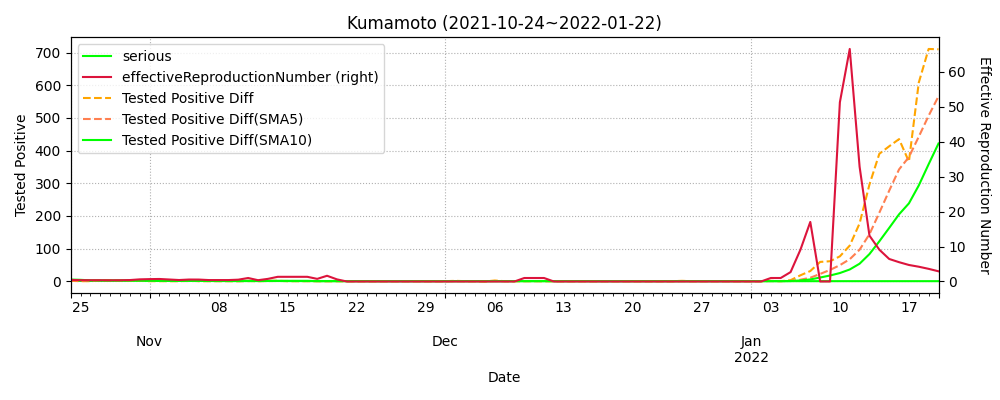 Kumamoto (2021-10-24~2022-01-22)
serious
effectiveReproductionNumber (right)
Tested Positive Diff
Tested Positive Diff(SMA5)
Tested Positive Diff(SMA10)
Tested Positive
700
600
500
400
300
200
100
0
60
50
40
30
20
10
0
Effective Reproduction Number
25 08 15 22 29 06 13 20 27 03 10 17
Nov Dec Jan
2022
Date